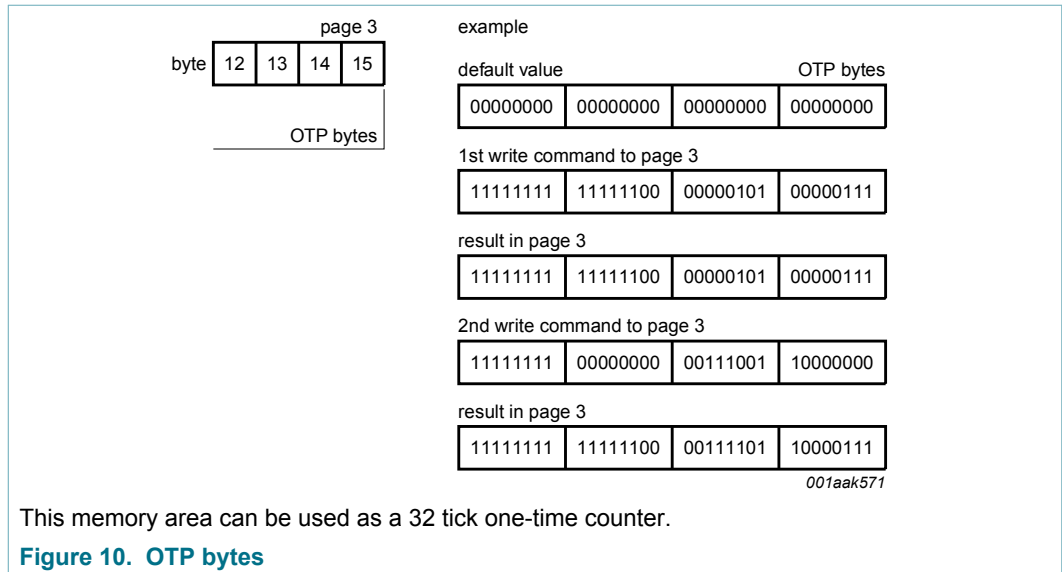 page 3
byte 12 13 14 15
OTP bytes
example
default value OTP bytes
00000000 00000000 00000000 00000000
1st write command to page 3
11111111 11111100 00000101 00000111
result in page 3
11111111 11111100 00000101 00000111
2nd write command to page 3
11111111 00000000 00111001 10000000
result in page 3
11111111 11111100 00111101 10000111
001aak571
This memory area can be used as a 32 tick one-time counter.
Figure 10. OTP bytes